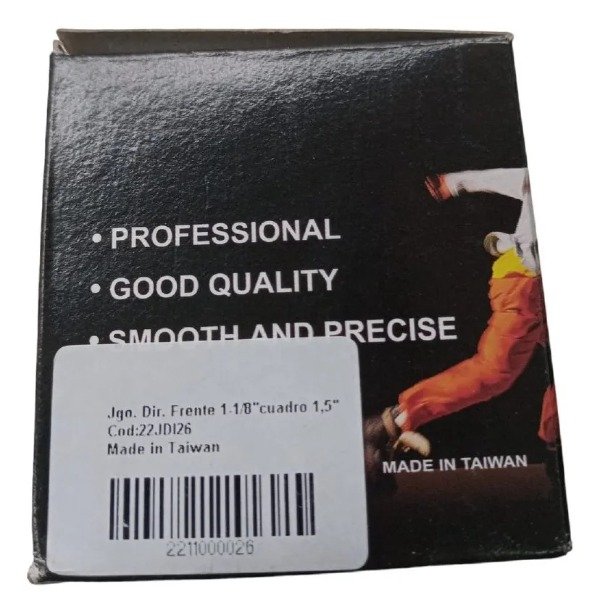 • PROFESSIONAL
• GOOD QUALITY
• SMOOTH AND PRECISE
Jgo. Dir. Frente 1-1/8"cuadro 1,5"
Cod:22JDI26
Made in Taiwan
MADE IN TAIWAN
2211000026